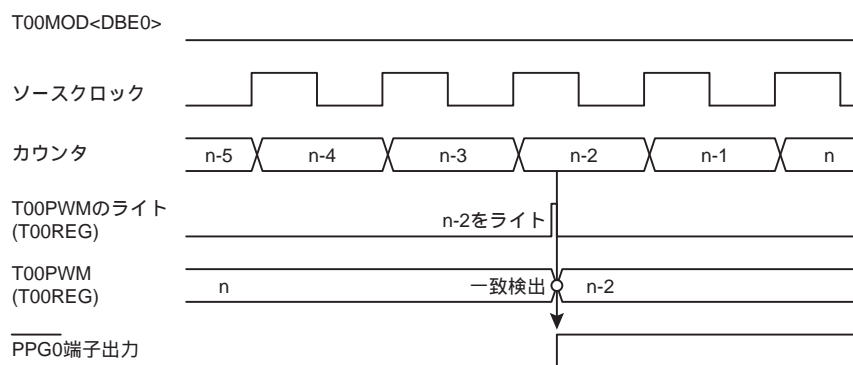 T00MOD<DBE0>
ソースクロック
カウンタ n-5 n-4 n-3 n-2 n-1 n
T00PWMのライト
(T00REG)
n-2をライト
T00PWM
(T00REG)
n 一致検出 n-2
PPG0端子出力